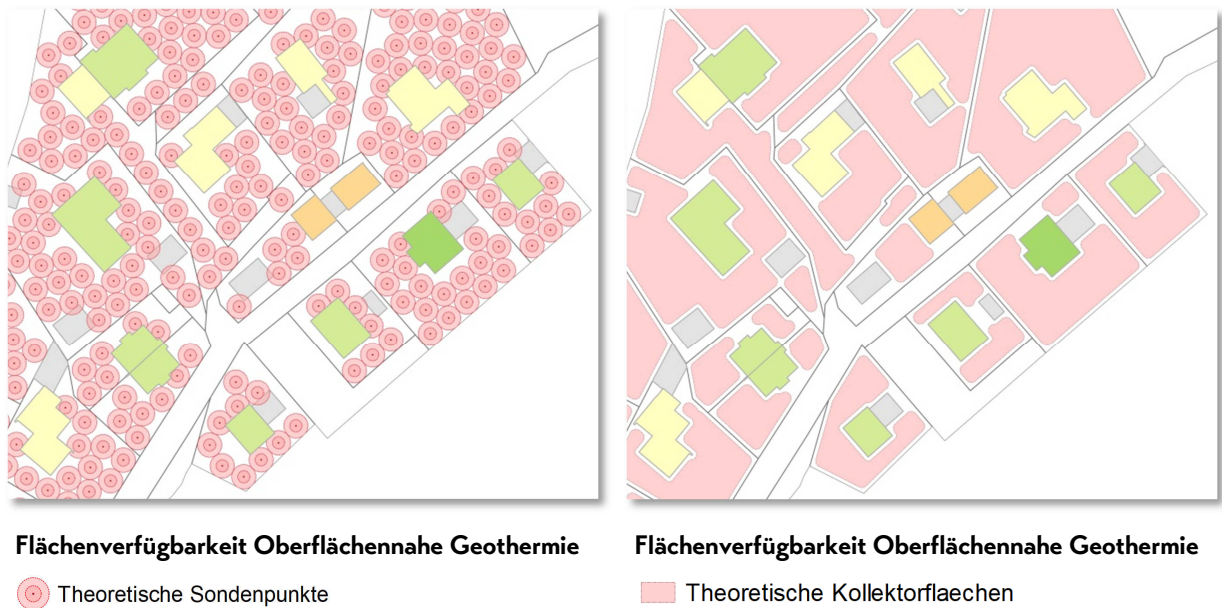 Flächenverfügbarkeit Oberflächennahe Geothermie
Theoretische Sondenpunkte
Flächenverfügbarkeit Oberflächennahe Geothermie
Theoretische Kollektorflaechen